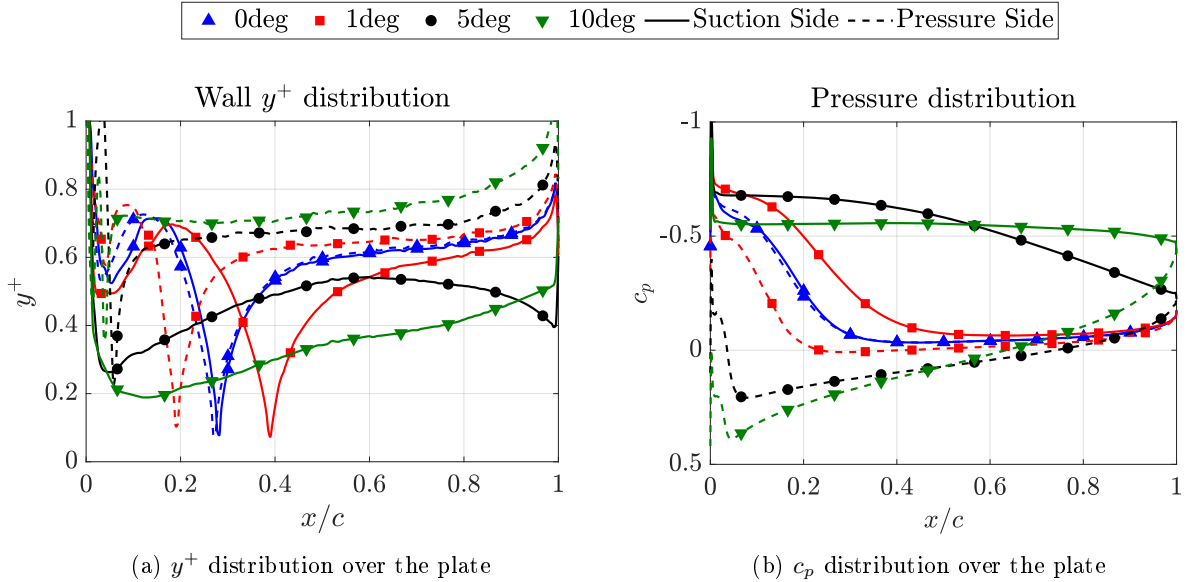 0deg 1deg 5deg 10deg Suction Side Pressure Side
Wall y⁺ distribution
1
0.8
0.6
0.4
0.2
0
y⁺
0 0.2 0.4 0.6 0.8 1
x/c
(a) y⁺ distribution over the plate
Pressure distribution
-1
-0.5
0
0.5
cₚ
0 0.2 0.4 0.6 0.8 1
x/c
(b) cₚ distribution over the plate